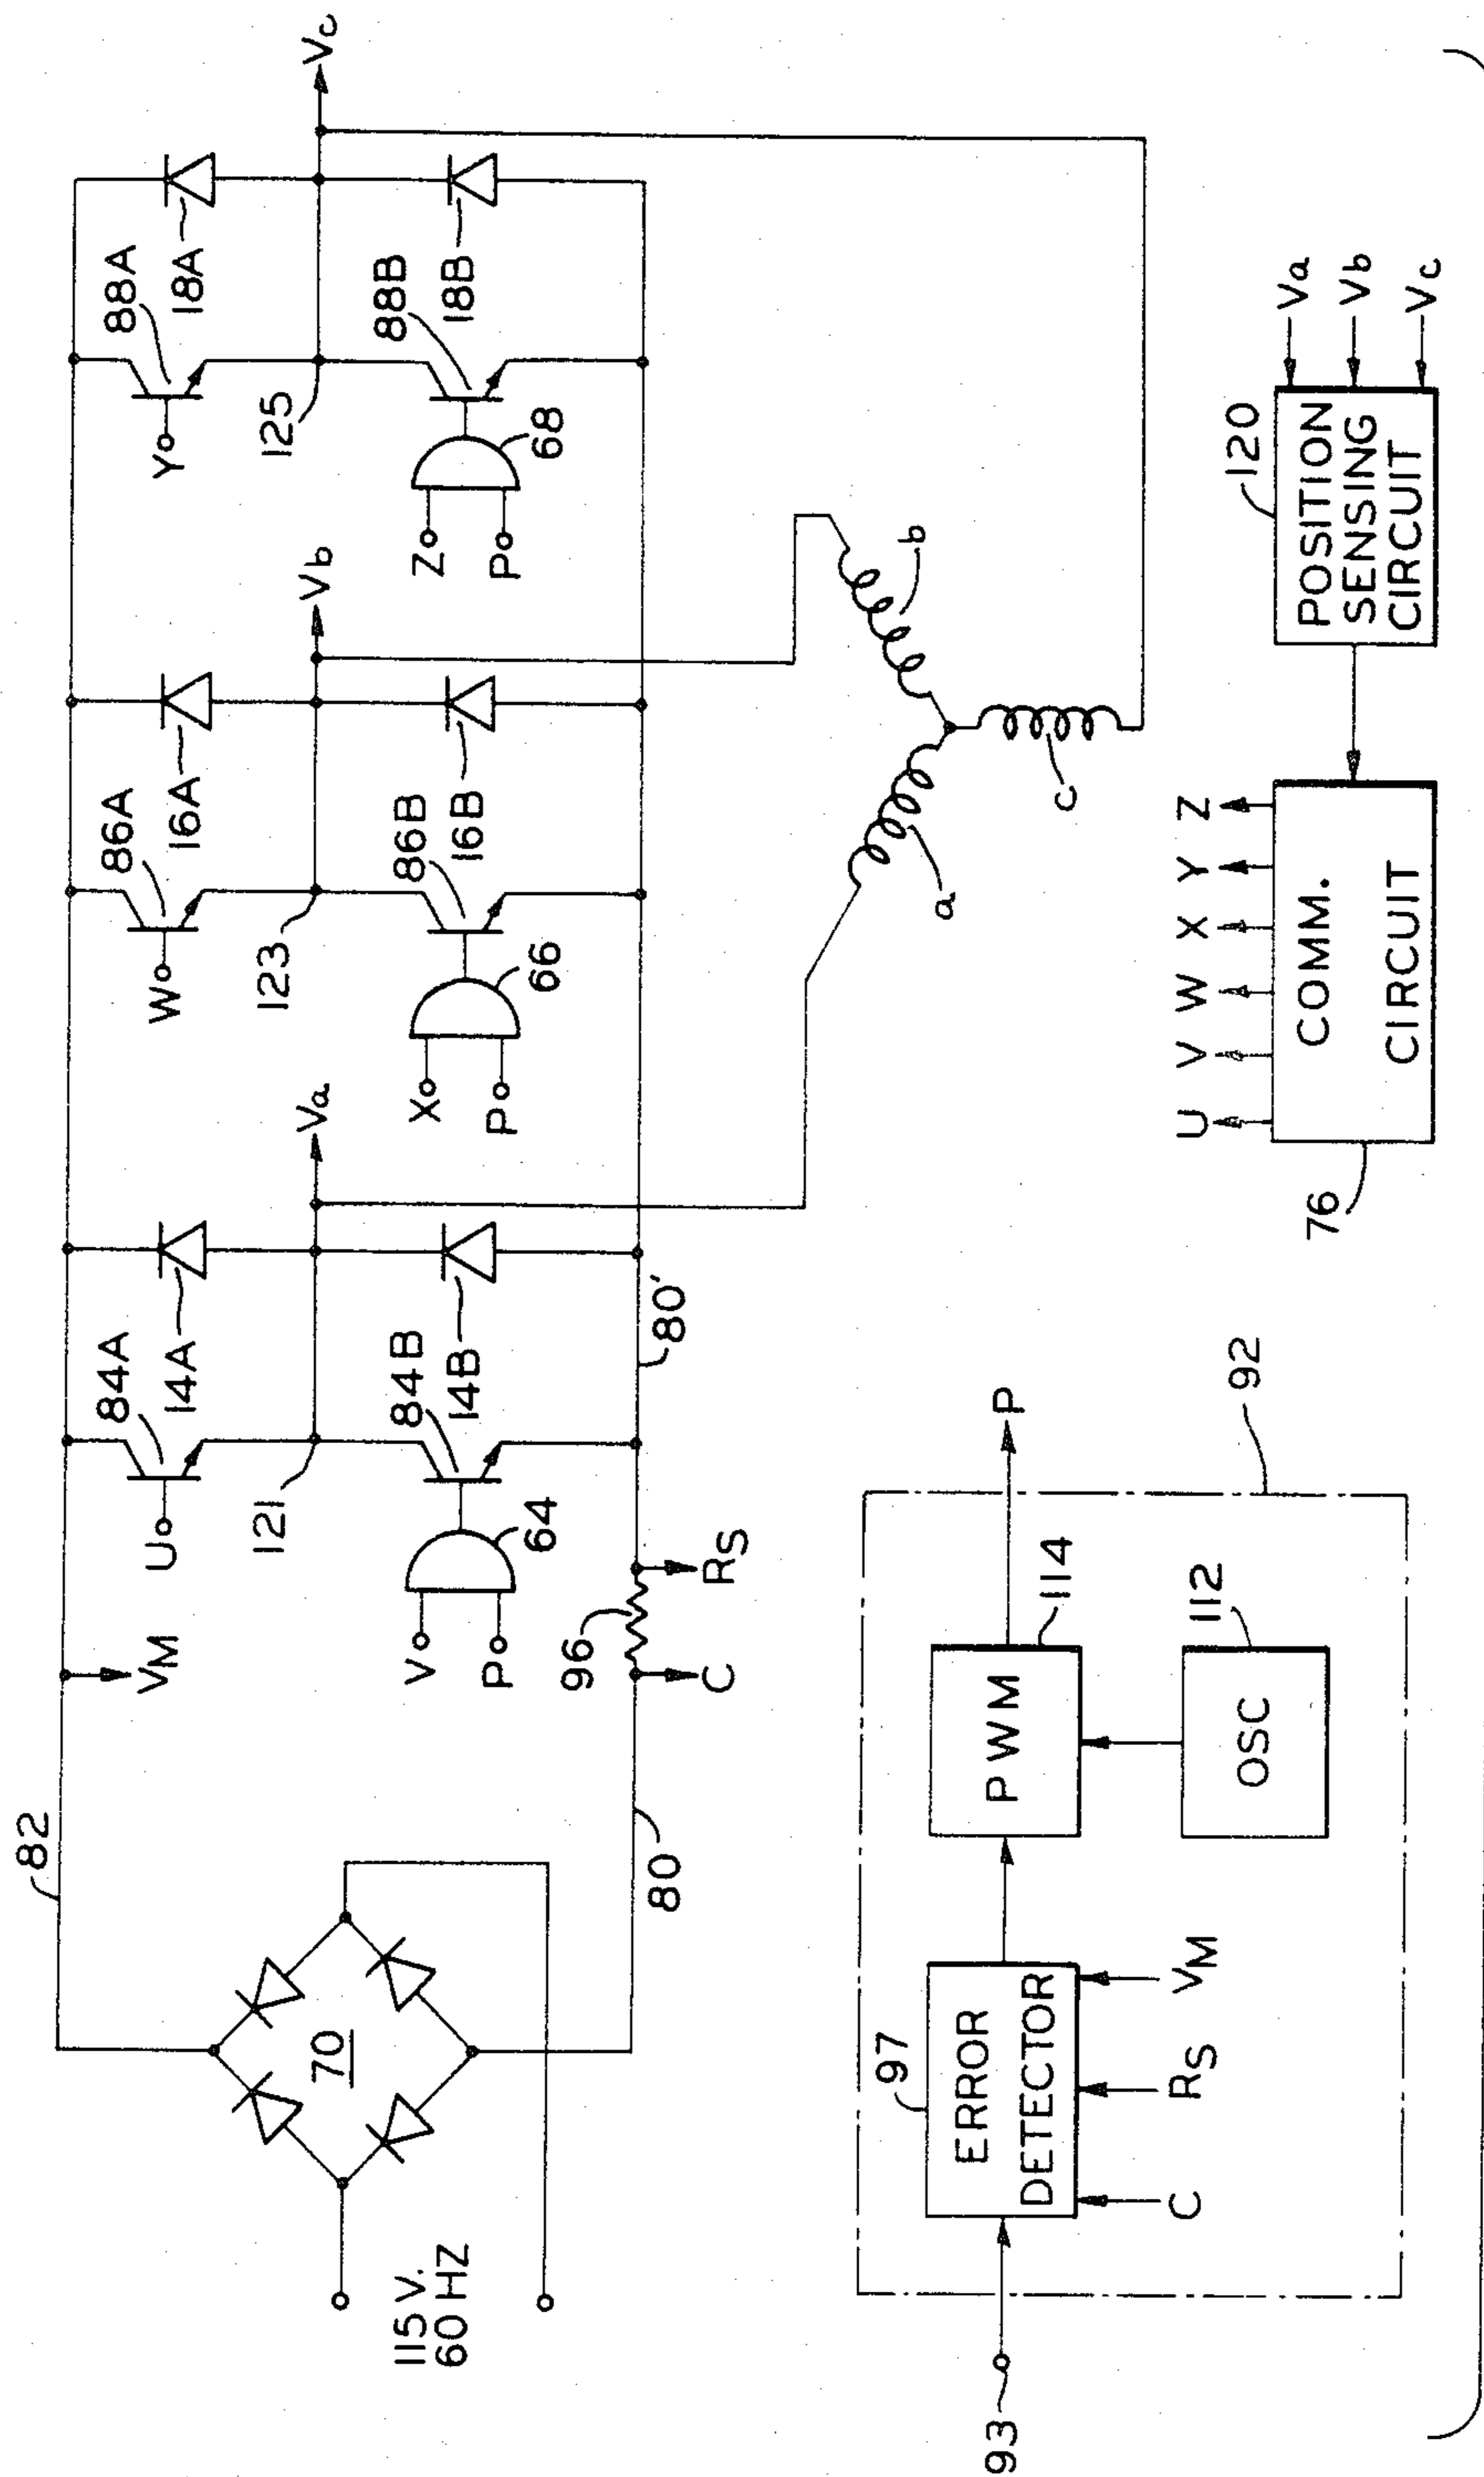 82
VM
84A
14A
86A
16A
88A
18A
U
W
Y
121
123
125
Va
Vb
Vc
70
115 V.
60 HZ
V
P
64
84B
14B
X
P
66
86B
16B
Z
P
68
88B
18B
80
96
C
RS
80'
a
b
c
93
97
ERROR
DETECTOR
C
RS
VM
PWM
114
OSC
112
P
92
U V W X Y Z
COMM.
CIRCUIT
76
120
POSITION
SENSING
CIRCUIT
Va
Vb
Vc